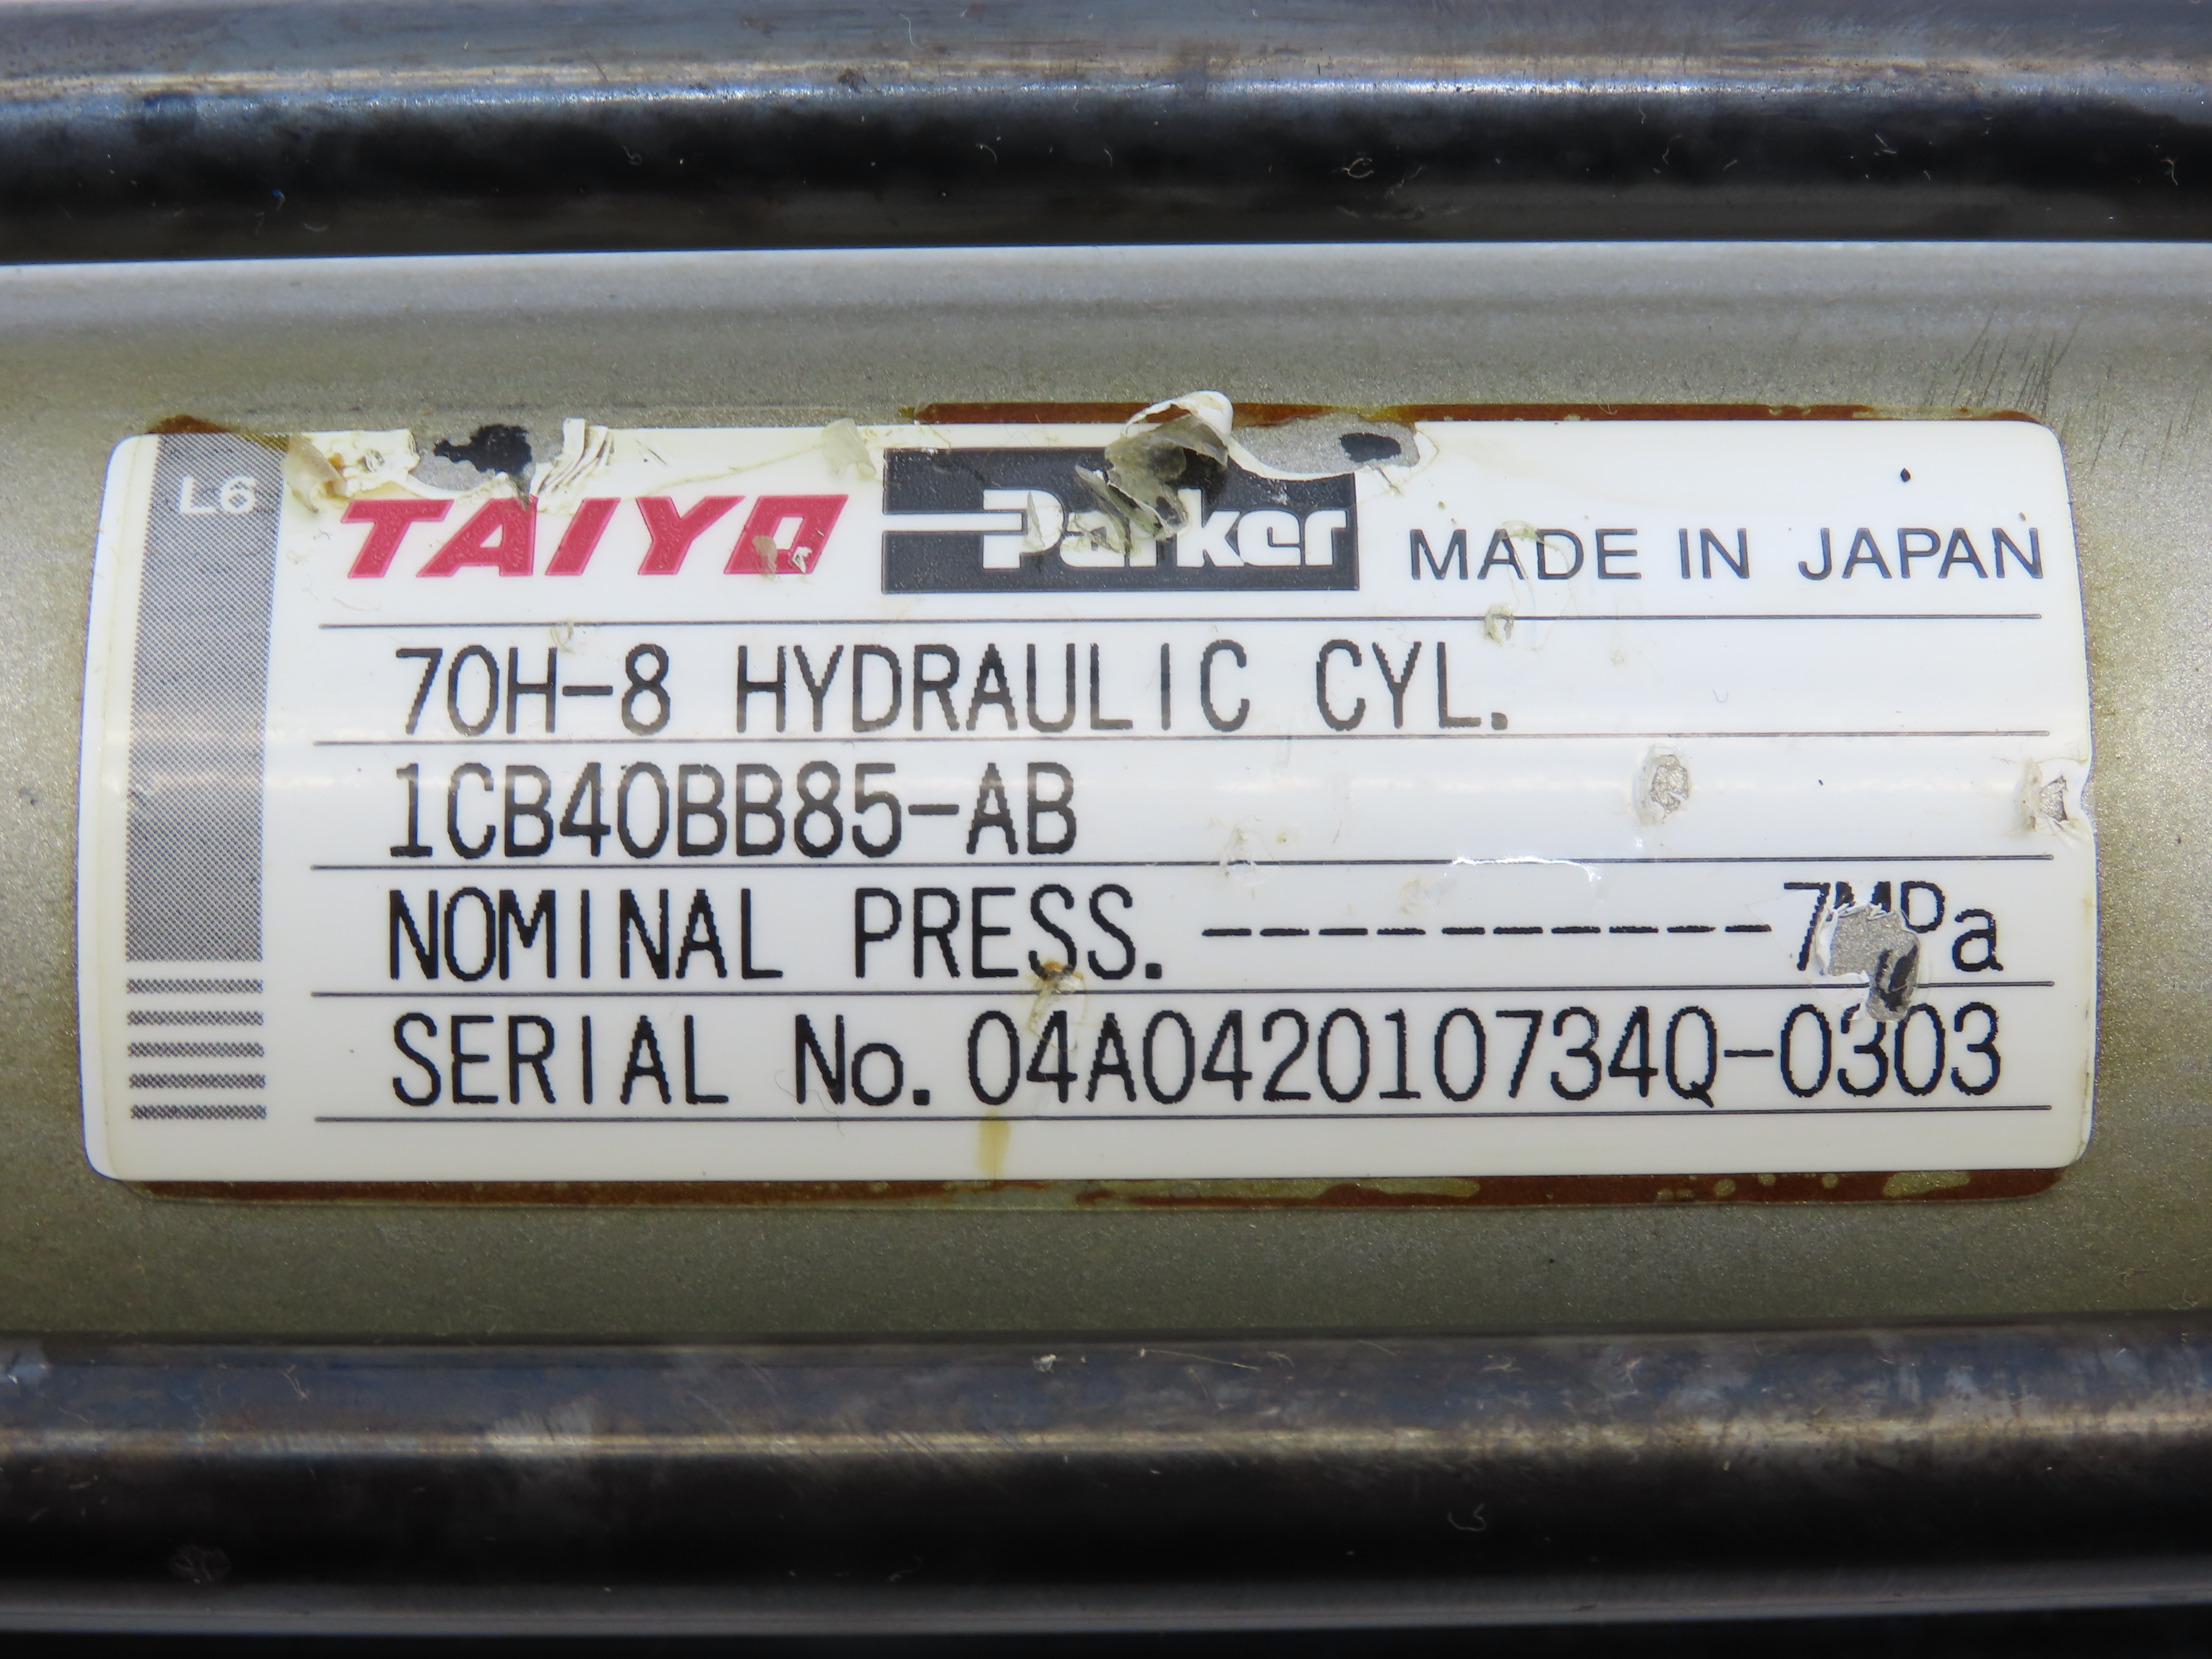 L6
TAIYO Parker MADE IN JAPAN
70H-8 HYDRAULIC CYL.
1CB40BB85-AB
NOMINAL PRESS. -----------7MPa
SERIAL No. 04A042010734Q-0303